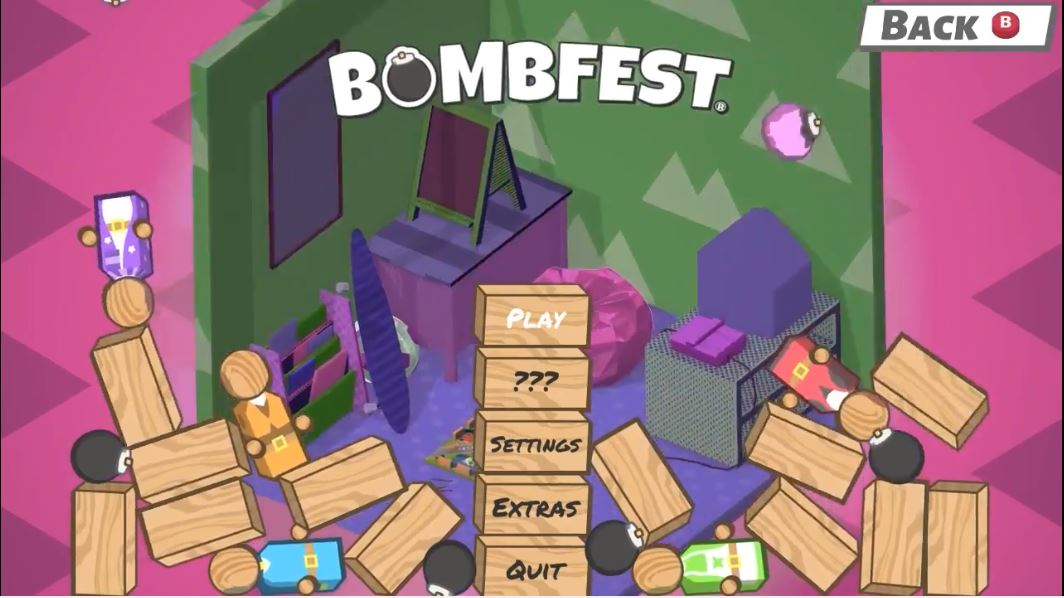 BACK B
BOMBFEST®
PLAY
???
SETTINGS
EXTRAS
QUIT